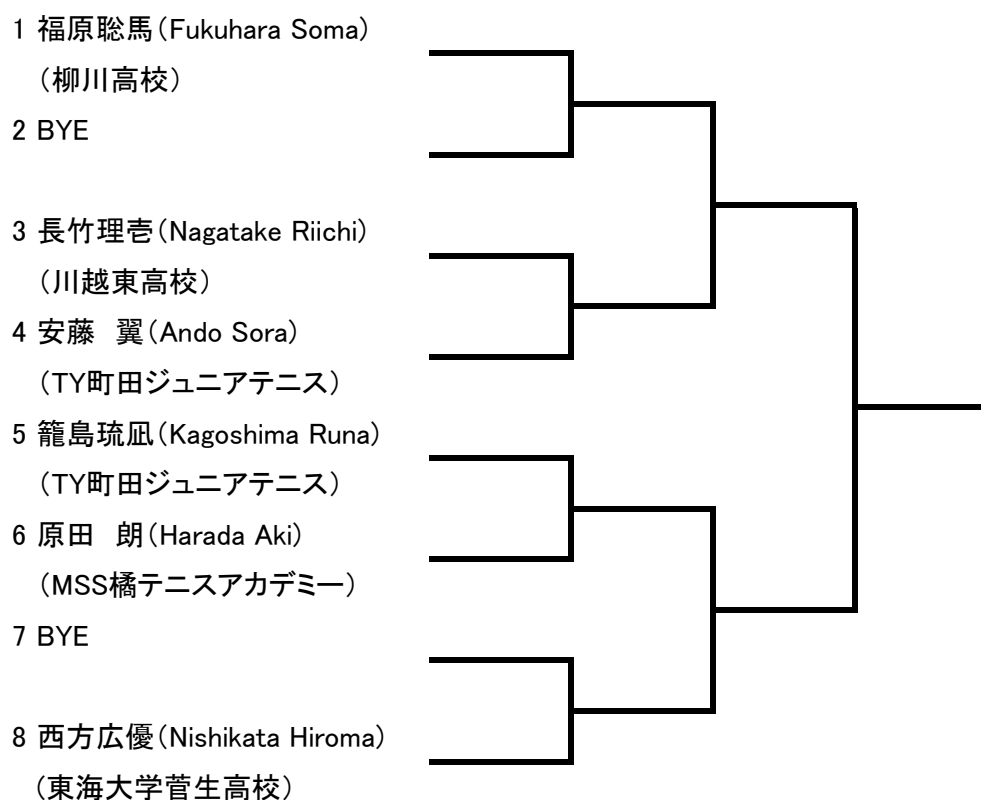 1 福原聡馬（Fukuhara Soma）
（柳川高校）
2 BYE
3 長竹理壱（Nagatake Riichi）
（川越東高校）
4 安藤　翼（Ando Sora）
（TY町田ジュニアテニス）
5 籠島琉凪（Kagoshima Runa）
（TY町田ジュニアテニス）
6 原田　朗（Harada Aki）
（MSS橘テニスアカデミー）
7 BYE
8 西方広優（Nishikata Hiroma）
（東海大学菅生高校）